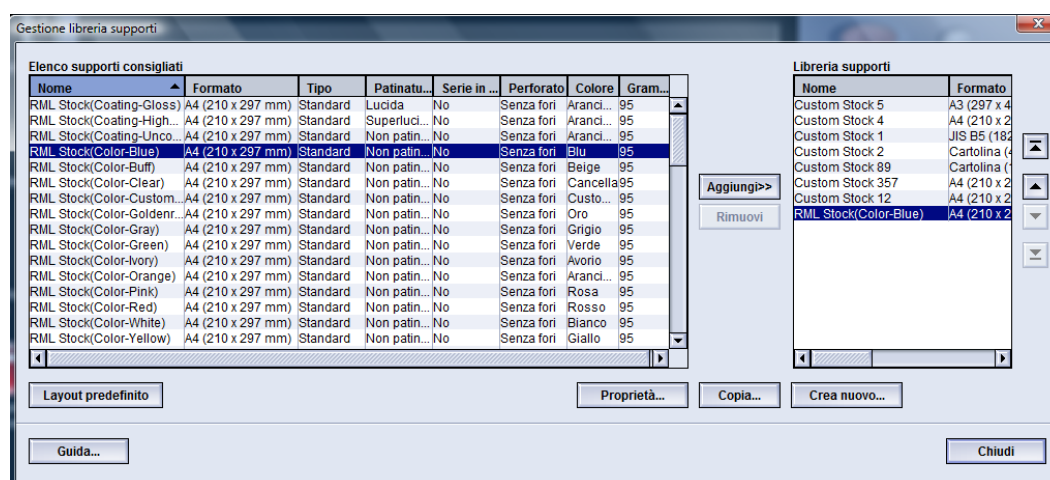 Gestione libreria supporti
Elenco supporti consigliati
Nome Formato Tipo Patinatu... Serie in ... Perforato Colore Gram...
RML Stock(Coating-Gloss) A4 (210 x 297 mm) Standard Lucida No Senza fori Aranci... 95
RML Stock(Coating-High... A4 (210 x 297 mm) Standard Superluci... No Senza fori Aranci... 95
RML Stock(Coating-Unco... A4 (210 x 297 mm) Standard Non patin... No Senza fori Aranci... 95
RML Stock(Color-Blue) A4 (210 x 297 mm) Standard Non patin... No Senza fori Blu 95
RML Stock(Color-Buff) A4 (210 x 297 mm) Standard Non patin... No Senza fori Beige 95
RML Stock(Color-Clear) A4 (210 x 297 mm) Standard Non patin... No Senza fori Cancella 95
RML Stock(Color-Custom... A4 (210 x 297 mm) Standard Non patin... No Senza fori Custo... 95
RML Stock(Color-Goldenr... A4 (210 x 297 mm) Standard Non patin... No Senza fori Oro 95
RML Stock(Color-Gray) A4 (210 x 297 mm) Standard Non patin... No Senza fori Grigio 95
RML Stock(Color-Green) A4 (210 x 297 mm) Standard Non patin... No Senza fori Verde 95
RML Stock(Color-Ivory) A4 (210 x 297 mm) Standard Non patin... No Senza fori Avorio 95
RML Stock(Color-Orange) A4 (210 x 297 mm) Standard Non patin... No Senza fori Aranci... 95
RML Stock(Color-Pink) A4 (210 x 297 mm) Standard Non patin... No Senza fori Rosa 95
RML Stock(Color-Red) A4 (210 x 297 mm) Standard Non patin... No Senza fori Rosso 95
RML Stock(Color-White) A4 (210 x 297 mm) Standard Non patin... No Senza fori Bianco 95
RML Stock(Color-Yellow) A4 (210 x 297 mm) Standard Non patin... No Senza fori Giallo 95
Aggiungi>>
Rimuovi
Libreria supporti
Nome Formato
Custom Stock 5 A3 (297 x 4
Custom Stock 4 A4 (210 x 2
Custom Stock 1 JIS B5 (182
Custom Stock 2 Cartolina (4
Custom Stock 89 Cartolina (
Custom Stock 357 A4 (210 x 2
Custom Stock 12 A4 (210 x 2
RML Stock(Color-Blue) A4 (210 x 2
Layout predefinito Proprietà... Copia... Crea nuovo...
Guida... Chiudi